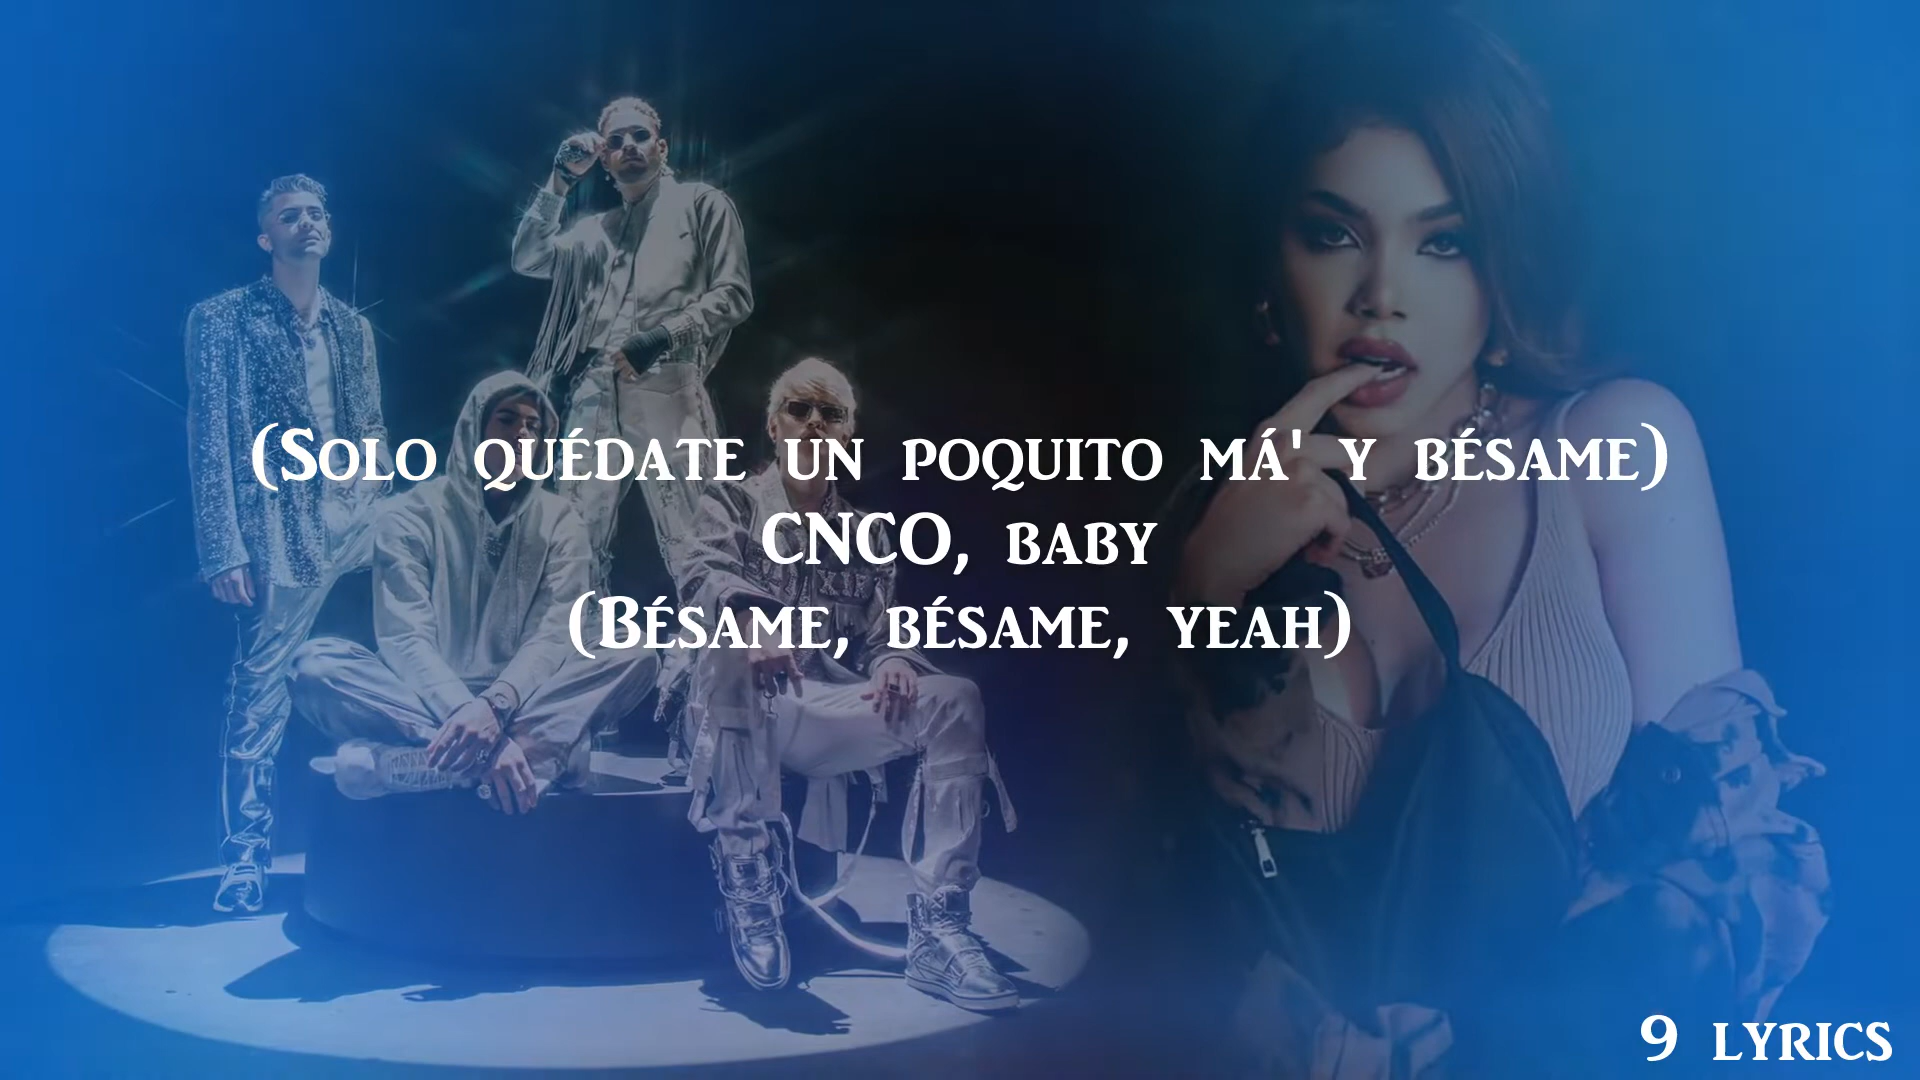 (Solo quédate un poquito má' y bésame)
CNCO, baby
(Bésame, bésame, yeah)
9 lyrics